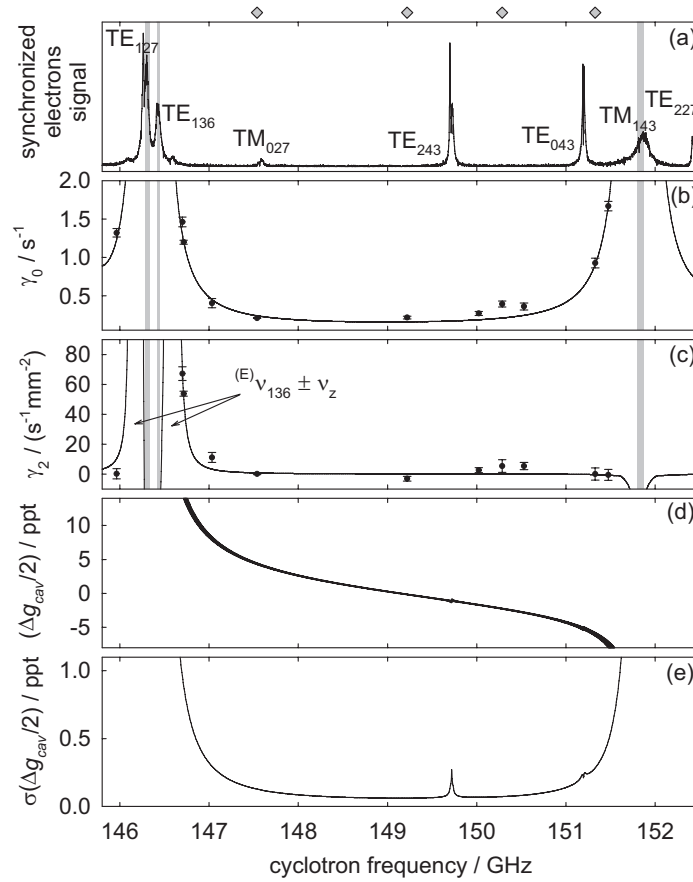 (a)
synchronized
electrons
signal
TE127
TE136
TM027
TE243
TE043
TM143
TE227
(b)
2.0
1.5
1.0
0.5
γ0 / s-1
(c)
80
60
40
20
0
γ2 / (s-1mm-2)
(E)ν136 ± νz
(d)
10
5
0
-5
(Δgcav/2) / ppt
(e)
1.0
0.5
0.0
σ(Δgcav/2) / ppt
146 147 148 149 150 151 152
cyclotron frequency / GHz